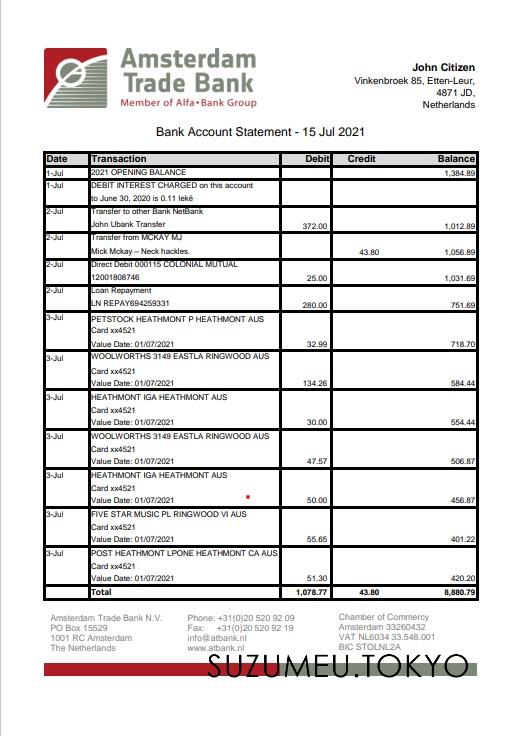 Amsterdam
Trade Bank
Member of Alfa•Bank Group
John Citizen
Vinkenbroek 85, Etten-Leur,
4871 JD,
Netherlands
Bank Account Statement - 15 Jul 2021
Date Transaction Debit Credit Balance
1-Jul 2021 OPENING BALANCE 1,384.89
1-Jul DEBIT INTEREST CHARGED on this account
to June 30, 2020 is 0.11 lekë
2-Jul Transfer to other Bank NetBank
John Ubank Transfer 372.00 1,012.89
2-Jul Transfer from MCKAY MJ
Mick Mckay – Neck hackles. 43.80 1,056.89
2-Jul Direct Debit 000115 COLONIAL MUTUAL
12001808746 25.00 1,031.69
2-Jul Loan Repayment
LN REPAY694259331 280.00 751.69
3-Jul PETSTOCK HEATHMONT P HEATHMONT AUS
Card xx4521
Value Date: 01/07/2021 32.99 718.70
3-Jul WOOLWORTHS 3149 EASTLA RINGWOOD AUS
Card xx4521
Value Date: 01/07/2021 134.26 584.44
3-Jul HEATHMONT IGA HEATHMONT AUS
Card xx4521
Value Date: 01/07/2021 30.00 554.44
3-Jul WOOLWORTHS 3149 EASTLA RINGWOOD AUS
Card xx4521
Value Date: 01/07/2021 47.57 506.87
3-Jul HEATHMONT IGA HEATHMONT AUS
Card xx4521
Value Date: 01/07/2021 50.00 456.87
3-Jul FIVE STAR MUSIC PL RINGWOOD VI AUS
Card xx4521
Value Date: 01/07/2021 55.65 401.22
3-Jul POST HEATHMONT LPONE HEATHMONT CA AUS
Card xx4521
Value Date: 01/07/2021 51.30 420.20
Total 1,078.77 43.80 8,880.79
Amsterdam Trade Bank N.V. Phone: +31(0)20 520 92 09 Chamber of Commercy
PO Box 15529 Fax: +31(0)20 520 92 19 Amsterdam 33260432
1001 RC Amsterdam info@atbank.nl VAT NL6034 33.548.001
The Netherlands www.atbank.nl BIC STOLNL2A
SUZUMEU.TOKYO